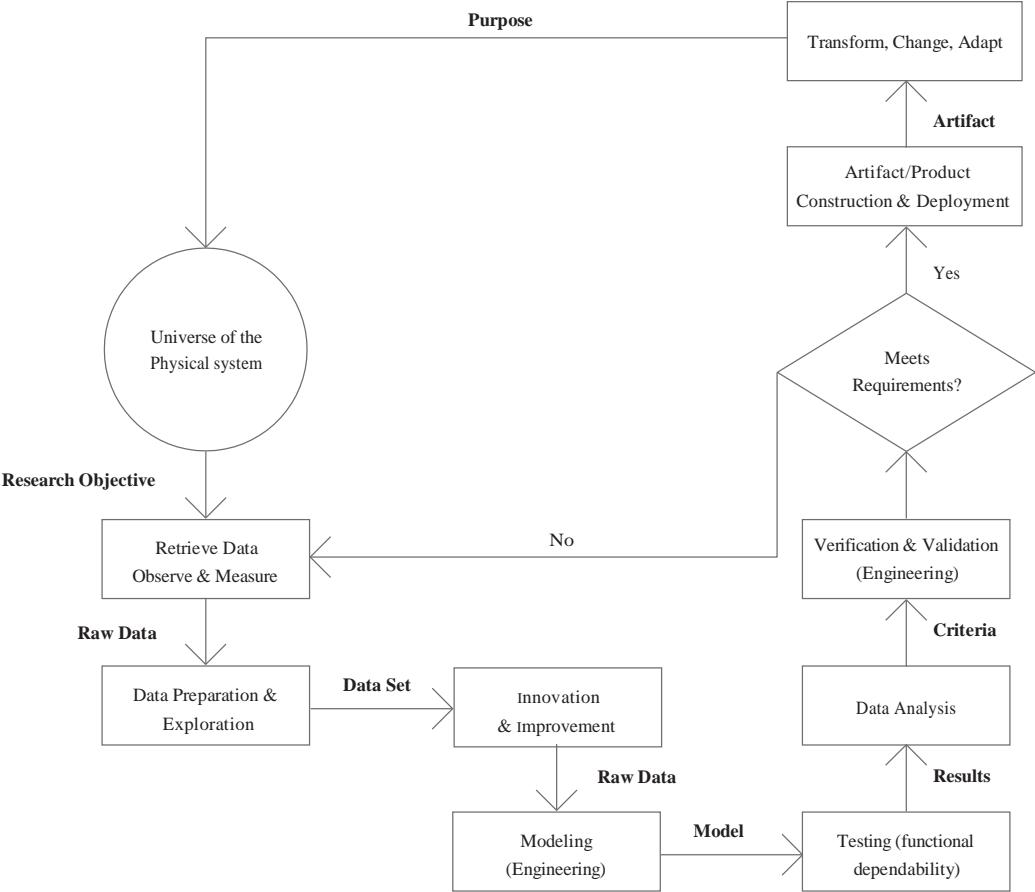 Purpose
Transform, Change, Adapt
Artifact
Artifact/Product
Construction & Deployment
Yes
Universe of the
Physical system
Meets
Requirements?
Research Objective
Retrieve Data
Observe & Measure
No
Verification & Validation
(Engineering)
Raw Data
Criteria
Data Preparation &
Exploration
Data Set
Innovation
& Improvement
Data Analysis
Raw Data
Results
Modeling
(Engineering)
Model
Testing (functional
dependability)